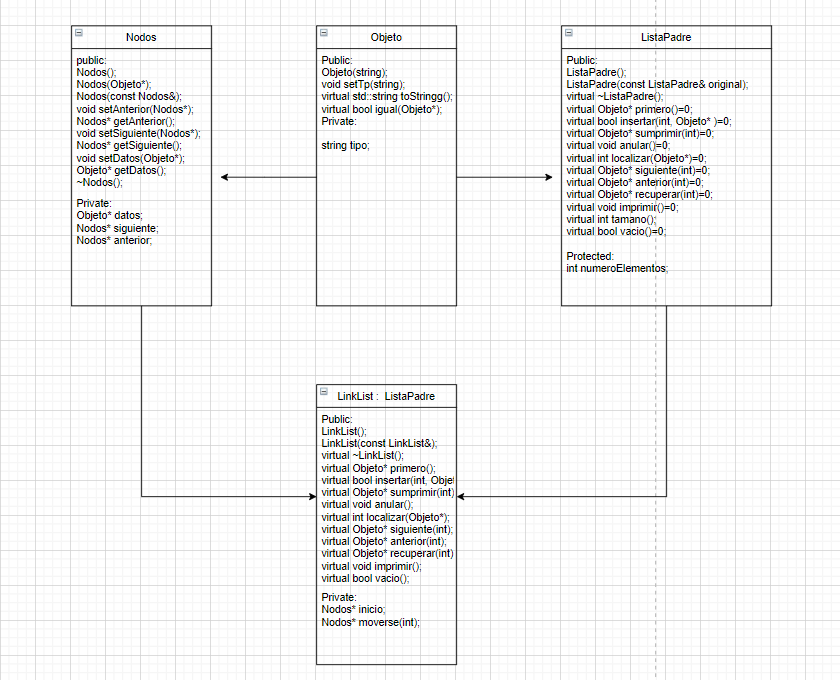 Nodos
public:
Nodos();
Nodos(Objeto*);
Nodos(const Nodos&);
void setAnterior(Nodos*);
Nodos* getAnterior();
void setSiguiente(Nodos*);
Nodos* getSiguiente();
void setDatos(Objeto*);
Objeto* getDatos();
~Nodos();
Private:
Objeto* datos;
Nodos* siguiente;
Nodos* anterior;
Objeto
Public:
Objeto(string);
void setTp(string);
virtual std::string toStringg();
virtual bool igual(Objeto*);
Private:
string tipo;
ListaPadre
Public:
ListaPadre();
ListaPadre(const ListaPadre& original);
virtual ~ListaPadre();
virtual Objeto* primero()=0;
virtual bool insertar(int, Objeto* )=0;
virtual Objeto* sumprimir(int)=0;
virtual void anular()=0;
virtual int localizar(Objeto*)=0;
virtual Objeto* siguiente(int)=0;
virtual Objeto* anterior(int)=0;
virtual Objeto* recuperar(int)=0;
virtual void imprimir()=0;
virtual int tamano();
virtual bool vacio()=0;
Protected:
int numeroElementos;
LinkList : ListaPadre
Public:
LinkList();
LinkList(const LinkList&);
virtual ~LinkList();
virtual Objeto* primero();
virtual bool insertar(int, Objet
virtual Objeto* sumprimir(int)
virtual void anular();
virtual int localizar(Objeto*);
virtual Objeto* siguiente(int);
virtual Objeto* anterior(int);
virtual Objeto* recuperar(int)
virtual void imprimir();
virtual bool vacio();
Private:
Nodos* inicio;
Nodos* moverse(int);